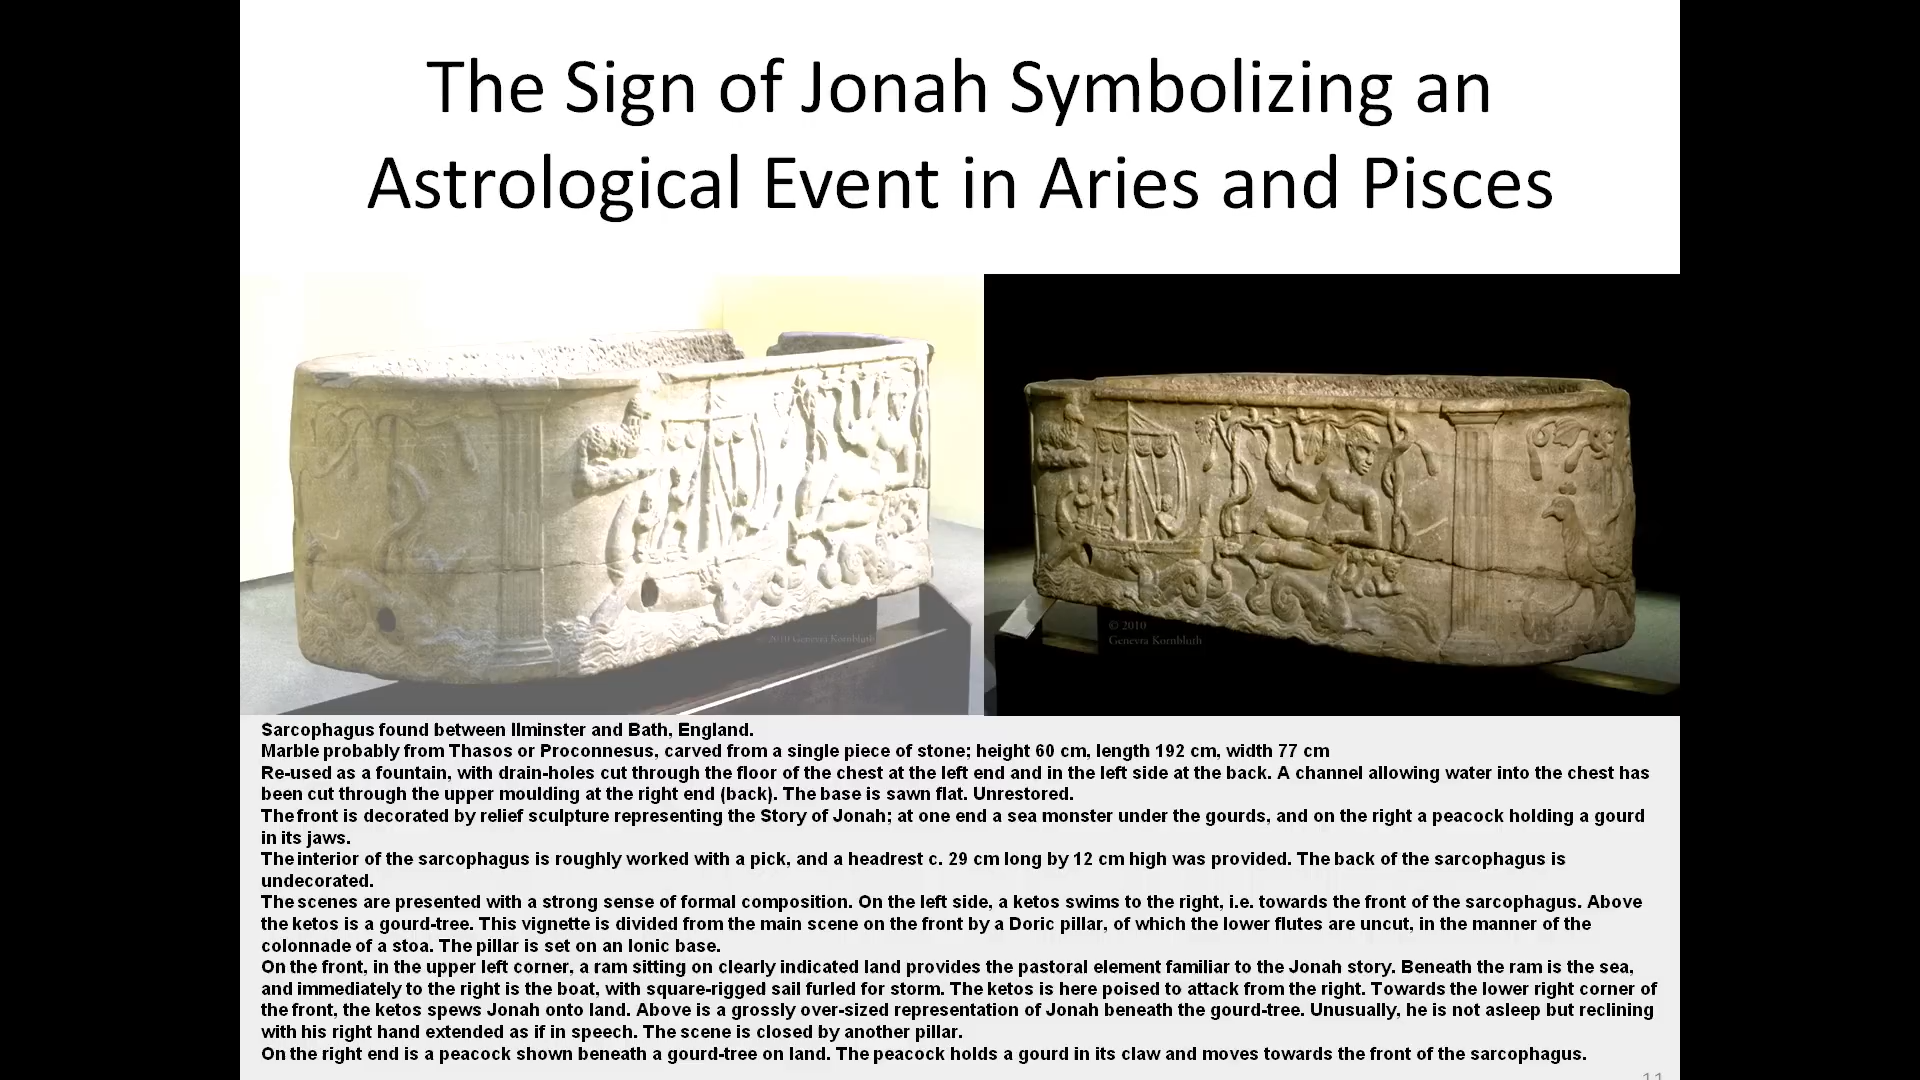 The Sign of Jonah Symbolizing an
Astrological Event in Aries and Pisces
© 2010 Genevra Kornbluth
© 2010
Genevra Kornbluth
Sarcophagus found between Ilminster and Bath, England.
Marble probably from Thasos or Proconnesus, carved from a single piece of stone; height 60 cm, length 192 cm, width 77 cm
Re-used as a fountain, with drain-holes cut through the floor of the chest at the left end and in the left side at the back. A channel allowing water into the chest has
been cut through the upper moulding at the right end (back). The base is sawn flat. Unrestored.
The front is decorated by relief sculpture representing the Story of Jonah; at one end a sea monster under the gourds, and on the right a peacock holding a gourd
in its jaws.
The interior of the sarcophagus is roughly worked with a pick, and a headrest c. 29 cm long by 12 cm high was provided. The back of the sarcophagus is
undecorated.
The scenes are presented with a strong sense of formal composition. On the left side, a ketos swims to the right, i.e. towards the front of the sarcophagus. Above
the ketos is a gourd-tree. This vignette is divided from the main scene on the front by a Doric pillar, of which the lower flutes are uncut, in the manner of the
colonnade of a stoa. The pillar is set on an Ionic base.
On the front, in the upper left corner, a ram sitting on clearly indicated land provides the pastoral element familiar to the Jonah story. Beneath the ram is the sea,
and immediately to the right is the boat, with square-rigged sail furled for storm. The ketos is here poised to attack from the right. Towards the lower right corner of
the front, the ketos spews Jonah onto land. Above is a grossly over-sized representation of Jonah beneath the gourd-tree. Unusually, he is not asleep but reclining
with his right hand extended as if in speech. The scene is closed by another pillar.
On the right end is a peacock shown beneath a gourd-tree on land. The peacock holds a gourd in its claw and moves towards the front of the sarcophagus.
11